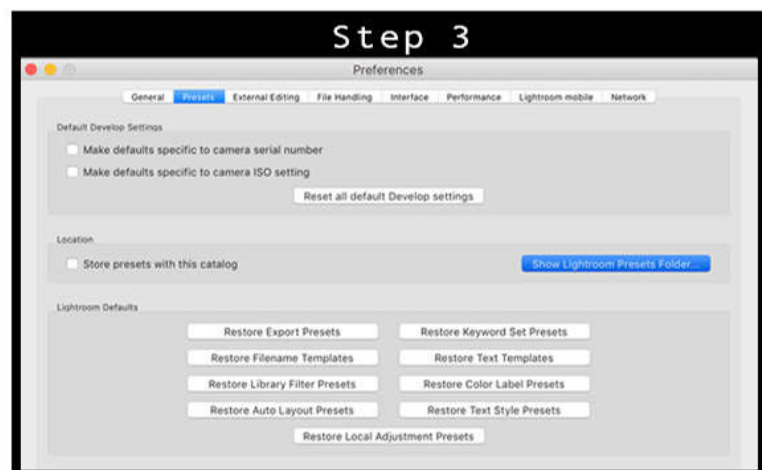 Step 3
Preferences
General Presets External Editing File Handling Interface Performance Lightroom mobile Network
Default Develop Settings
Make defaults specific to camera serial number
Make defaults specific to camera ISO setting
Reset all default Develop settings
Location
Store presets with this catalog
Show Lightroom Presets Folder...
Lightroom Defaults
Restore Export Presets Restore Keyword Set Presets
Restore Filename Templates Restore Text Templates
Restore Library Filter Presets Restore Color Label Presets
Restore Auto Layout Presets Restore Text Style Presets
Restore Local Adjustment Presets